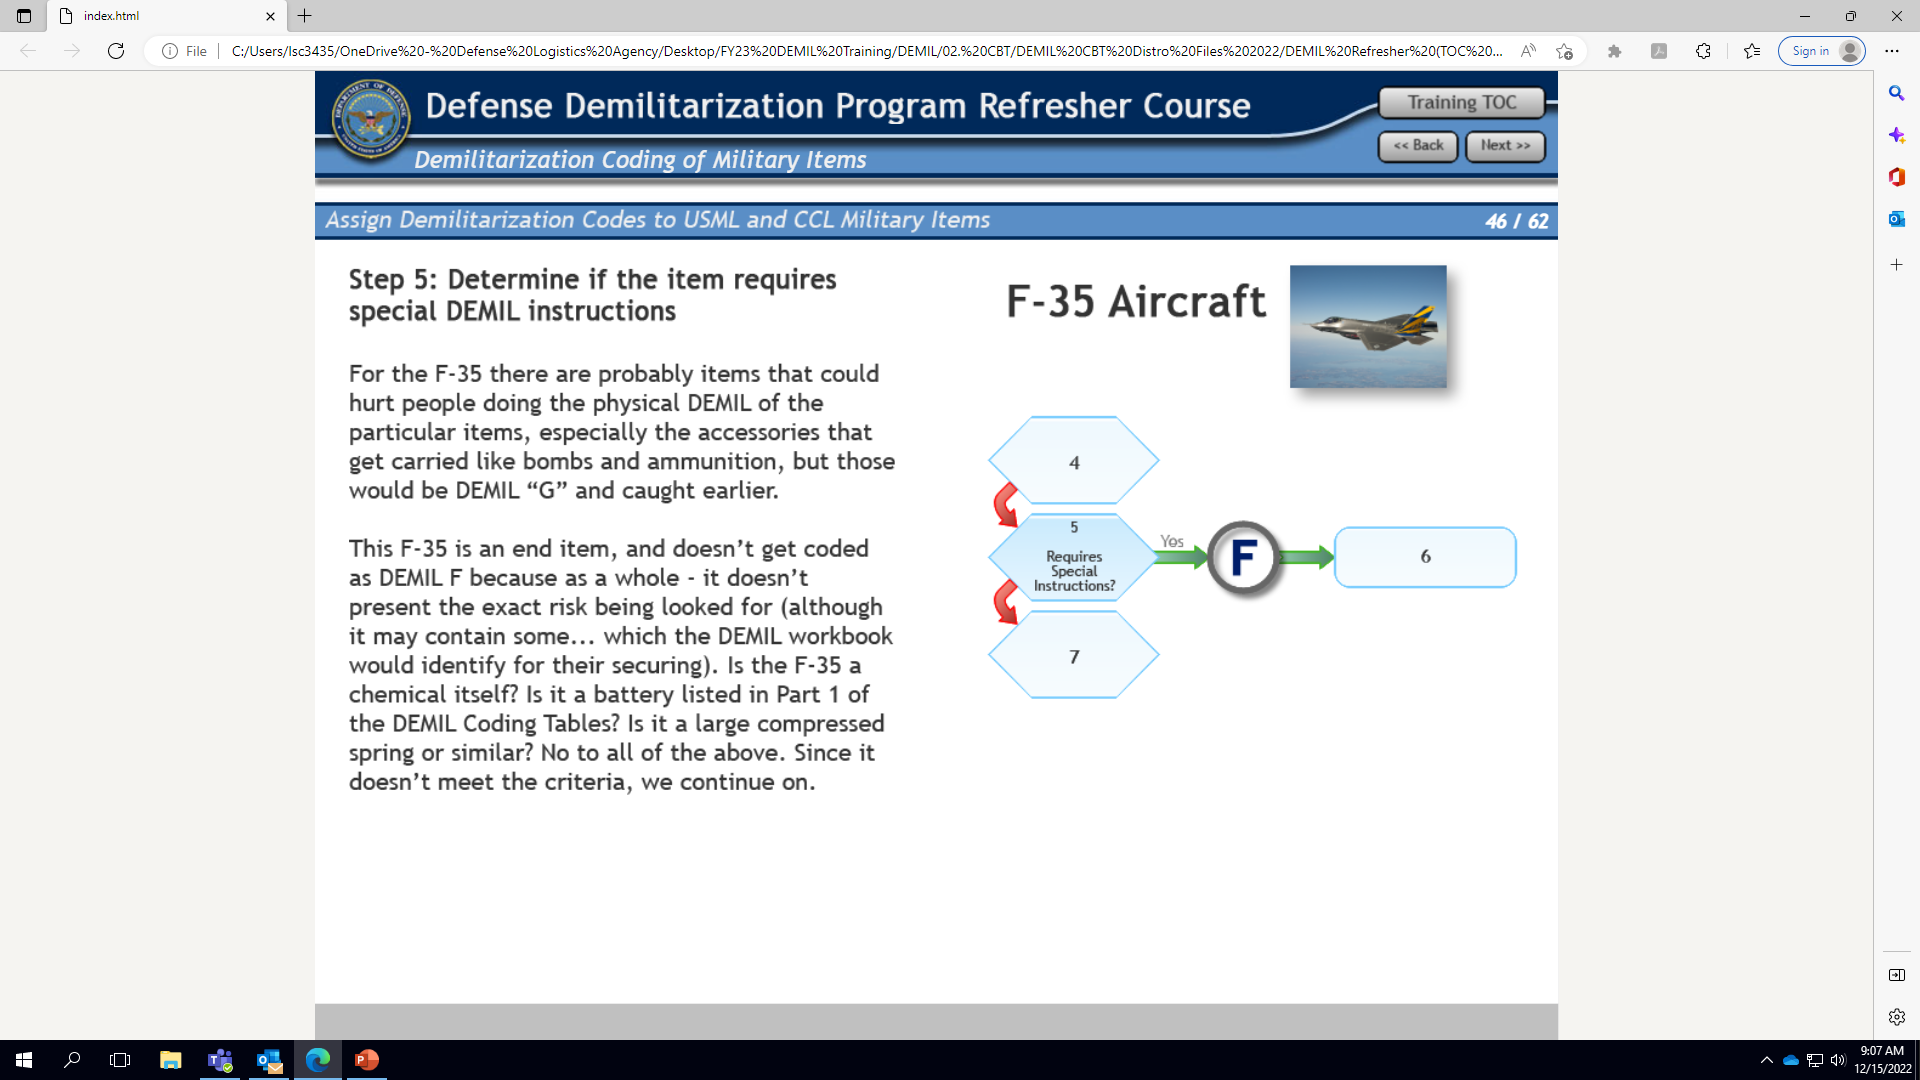 index.html
File
C:/Users/lsc3435/OneDrive%20-%20Defense%20Logistics%20Agency/Desktop/FY23%20DEMIL%20Training/DEMIL/02.%20CBT/DEMIL%20CBT%20Distro%20Files%202022/DEMIL%20Refresher%20(TOC%20...
Sign in
Defense Demilitarization Program Refresher Course
Training TOC
<< Back
Next >>
Demilitarization Coding of Military Items
Assign Demilitarization Codes to USML and CCL Military Items
46 / 62
Step 5: Determine if the item requires
special DEMIL instructions
For the F-35 there are probably items that could
hurt people doing the physical DEMIL of the
particular items, especially the accessories that
get carried like bombs and ammunition, but those
would be DEMIL “G” and caught earlier.
This F-35 is an end item, and doesn’t get coded
as DEMIL F because as a whole - it doesn’t
present the exact risk being looked for (although
it may contain some... which the DEMIL workbook
would identify for their securing). Is the F-35 a
chemical itself? Is it a battery listed in Part 1 of
the DEMIL Coding Tables? Is it a large compressed
spring or similar? No to all of the above. Since it
doesn’t meet the criteria, we continue on.
F-35 Aircraft
4
5
Requires
Special
Instructions?
Yes
F
6
7
9:07 AM
12/15/2022